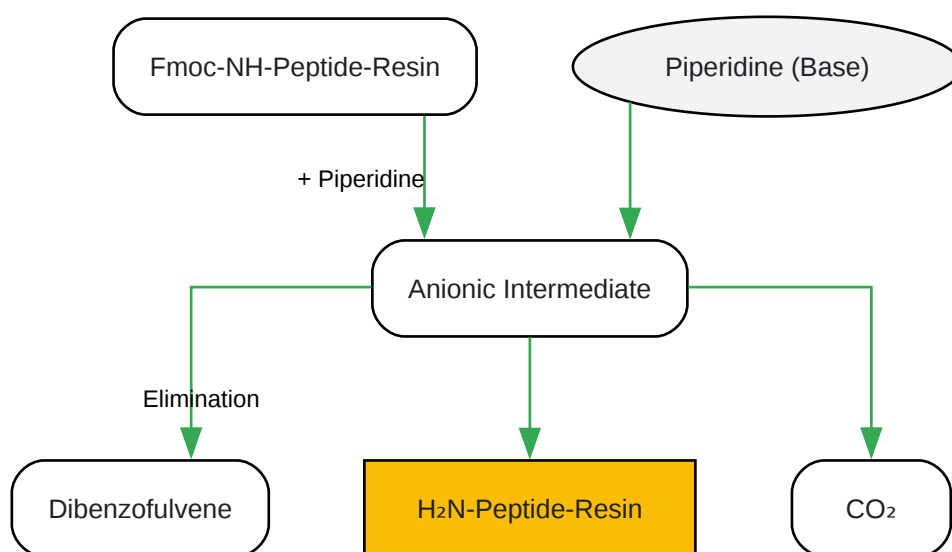 Fmoc-NH-Peptide-Resin
Piperidine (Base)
+ Piperidine
Anionic Intermediate
Elimination
Dibenzofulvene
H₂N-Peptide-Resin
CO₂